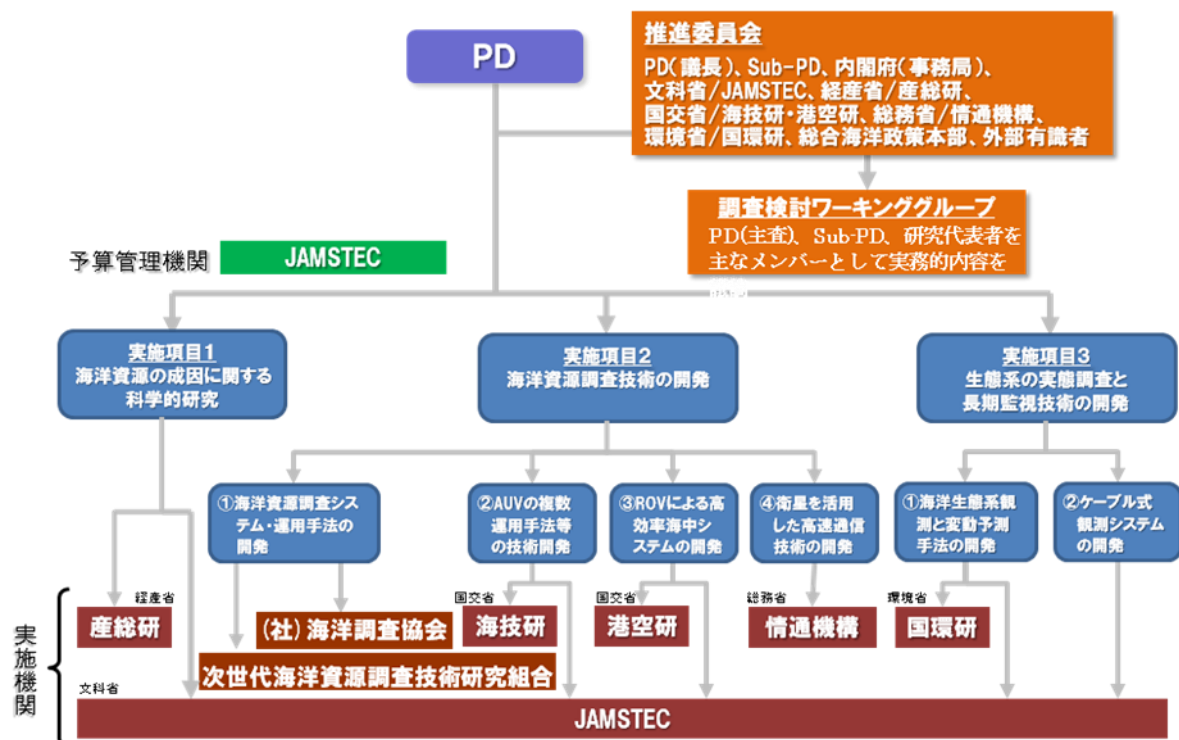 PD
推進委員会
PD(議長)、Sub-PD、内閣府(事務局)、
文科省/JAMSTEC、経産省/産総研、
国交省/海技研・港空研、総務省/情通機構、
環境省/国環研、総合海洋政策本部、外部有識者
調査検討ワーキンググループ
PD(主査)、Sub-PD、研究代表者を
主なメンバーとして実務的内容を
予算管理機関
JAMSTEC
実施項目1
海洋資源の成因に関する
科学的研究
実施項目2
海洋資源調査技術の開発
実施項目3
生態系の実態調査と
長期監視技術の開発
①海洋資源調査シス
テム・運用手法の
開発
②AUVの複数
運用手法等
の技術開発
③ROVによる高
効率海中シ
ステムの開発
④衛星を活用
した高速通信
技術の開発
①海洋生態系観
測と変動予測
手法の開発
②ケーブル式
観測システム
の開発
実施機関
経産省
産総研
(社)海洋調査協会
次世代海洋資源調査技術研究組合
国交省
海技研
国交省
港空研
総務省
情通機構
環境省
国環研
文科省
JAMSTEC